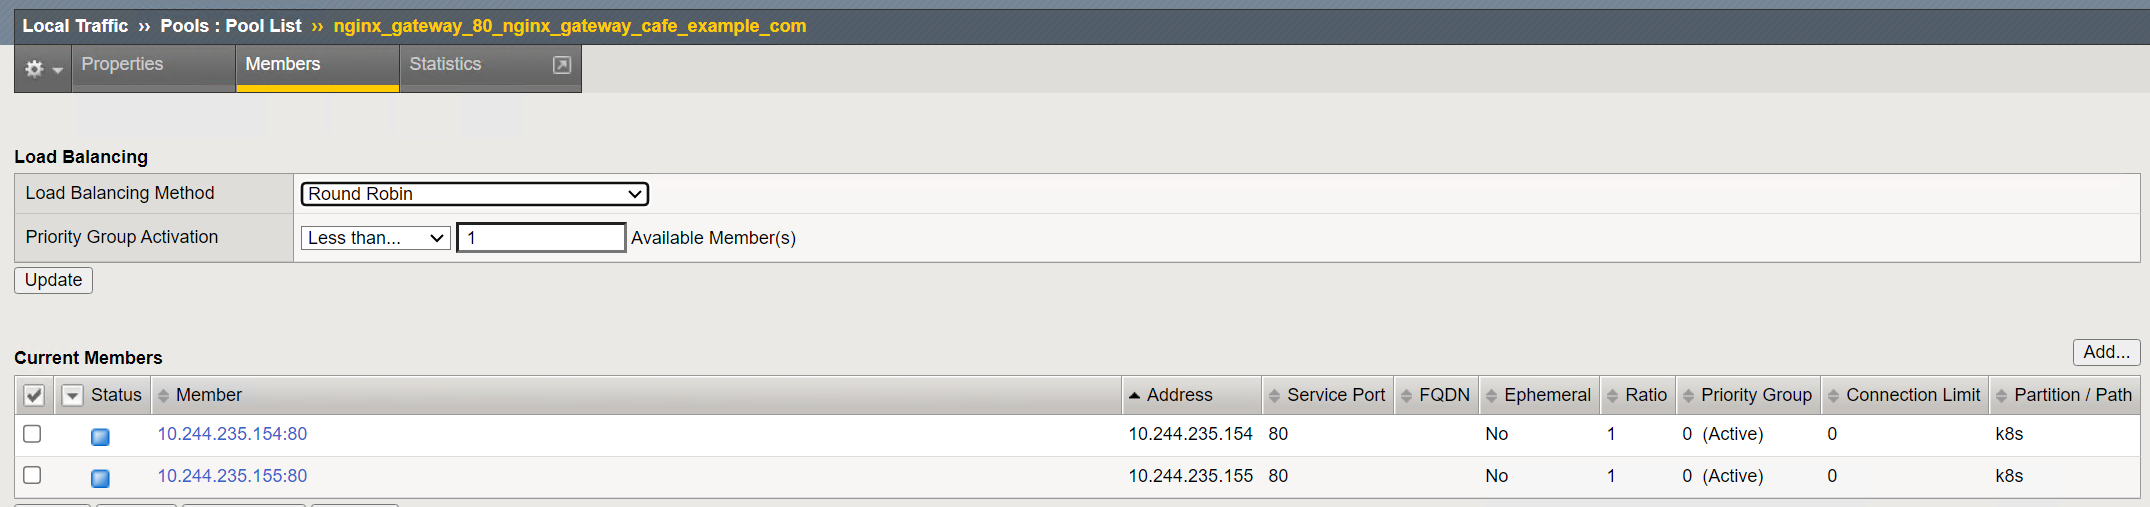 Local Traffic ›› Pools : Pool List ›› nginx_gateway_80_nginx_gateway_cafe_example_com
Properties Members Statistics
Load Balancing
Load Balancing Method Round Robin
Priority Group Activation Less than... 1 Available Member(s)
Update
Current Members Add...
Status Member Address Service Port FQDN Ephemeral Ratio Priority Group Connection Limit Partition / Path
10.244.235.154:80 10.244.235.154 80 No 1 0 (Active) 0 k8s
10.244.235.155:80 10.244.235.155 80 No 1 0 (Active) 0 k8s